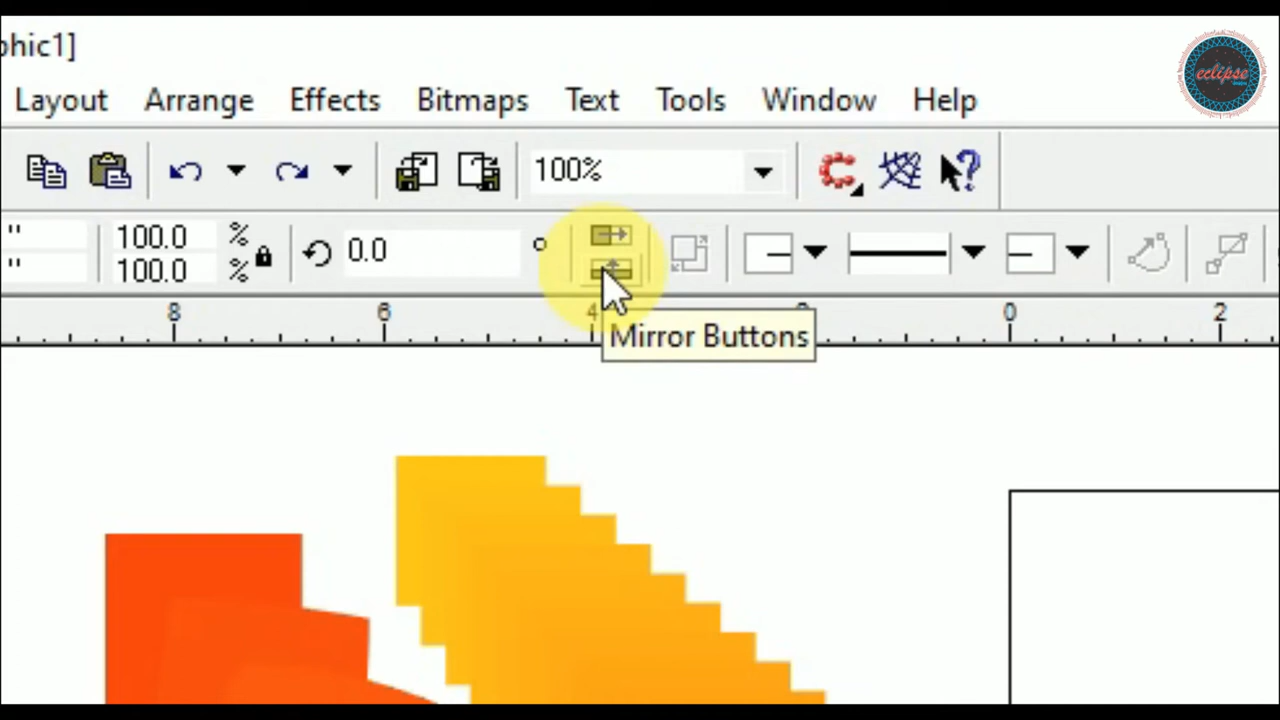 phic1]
eclipse
Layout Arrange Effects Bitmaps Text Tools Window Help
100%
" 100.0 % 0.0 °
" 100.0 %
8 6 4 2 0 2
Mirror Buttons